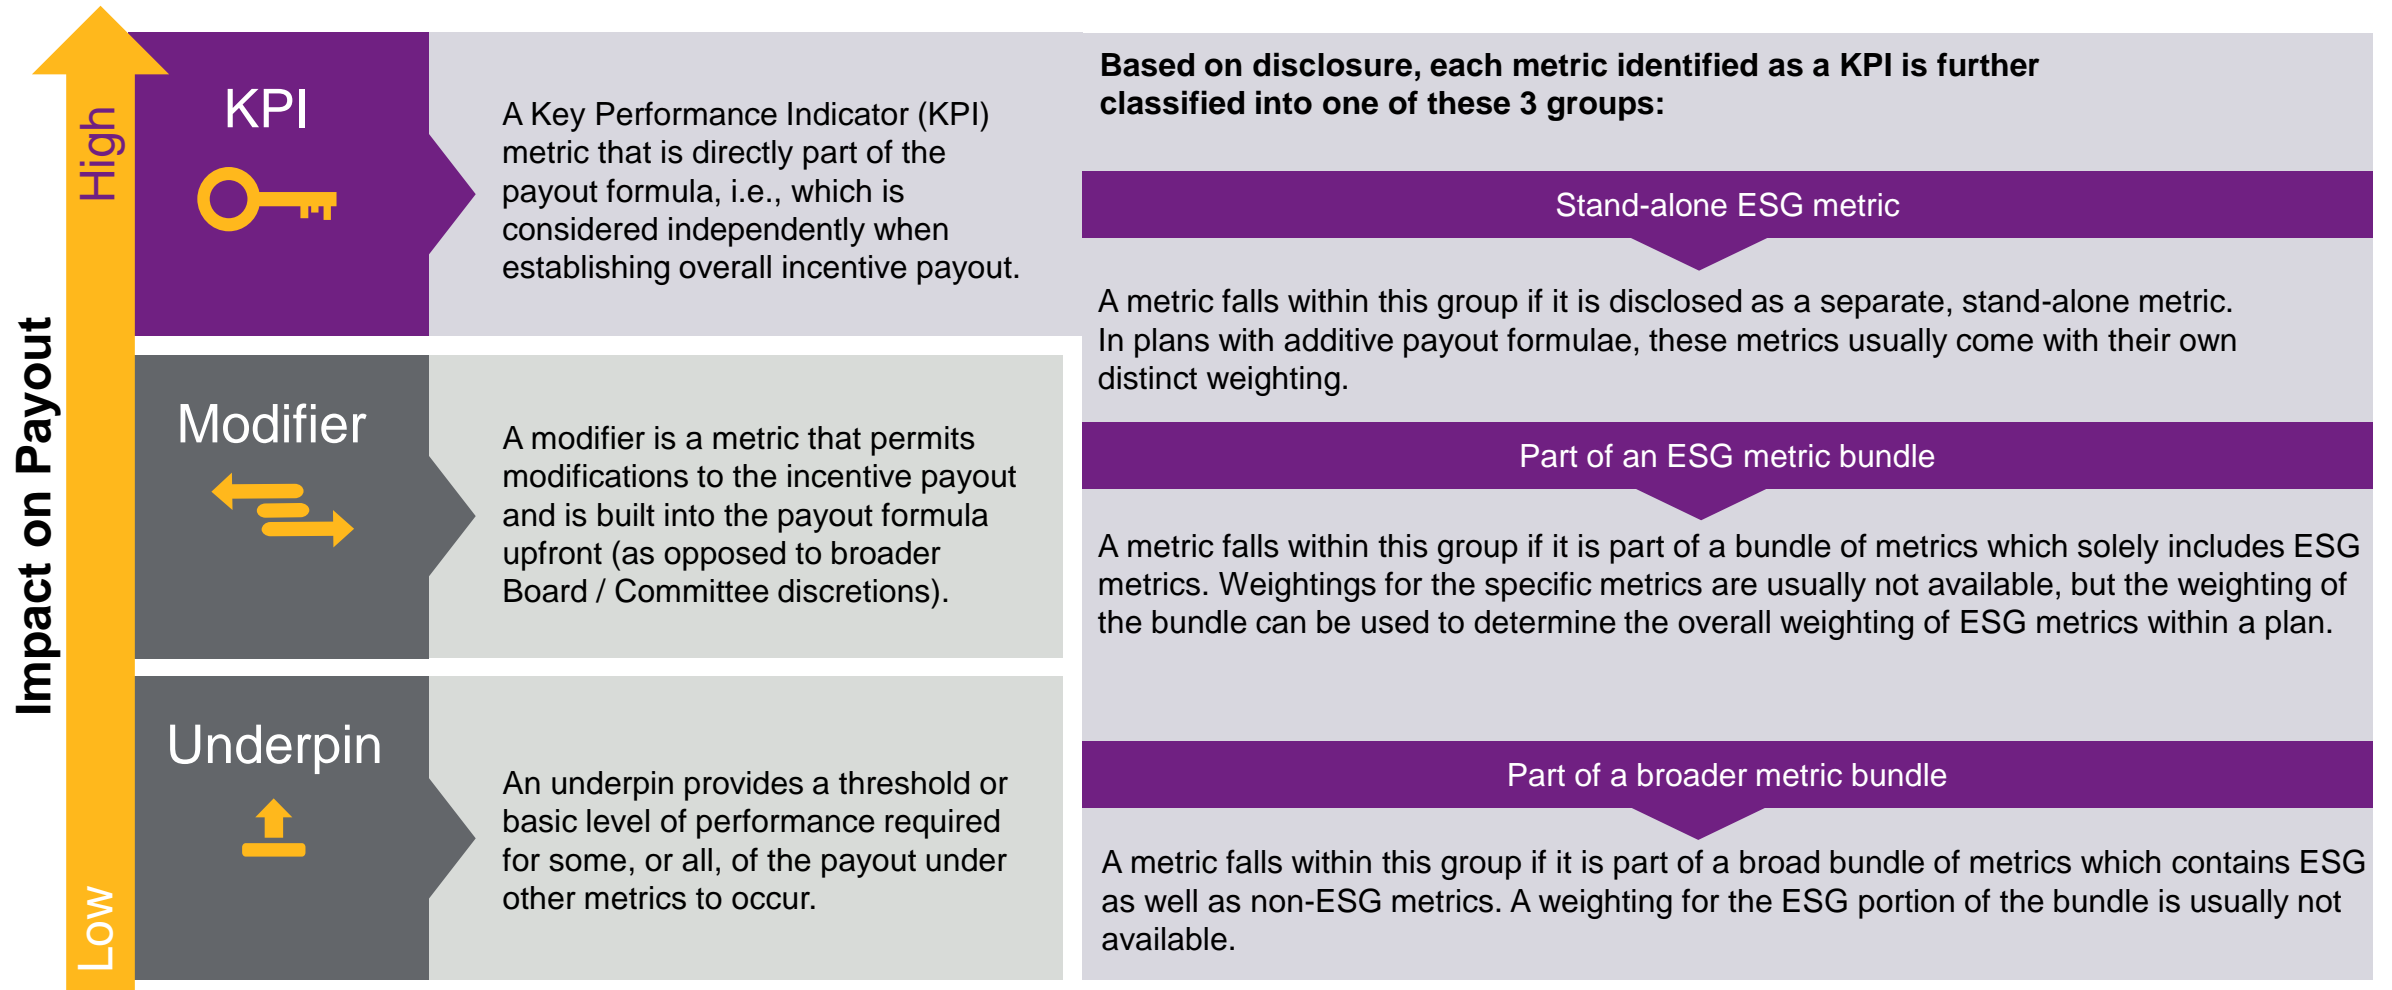 Impact on Payout
High
Low
KPI
A Key Performance Indicator (KPI)
metric that is directly part of the
payout formula, i.e., which is
considered independently when
establishing overall incentive payout.
Modifier
A modifier is a metric that permits
modifications to the incentive payout
and is built into the payout formula
upfront (as opposed to broader
Board / Committee discretions).
Underpin
An underpin provides a threshold or
basic level of performance required
for some, or all, of the payout under
other metrics to occur.
Based on disclosure, each metric identified as a KPI is further
classified into one of these 3 groups:
Stand-alone ESG metric
A metric falls within this group if it is disclosed as a separate, stand-alone metric.
In plans with additive payout formulae, these metrics usually come with their own
distinct weighting.
Part of an ESG metric bundle
A metric falls within this group if it is part of a bundle of metrics which solely includes ESG
metrics. Weightings for the specific metrics are usually not available, but the weighting of
the bundle can be used to determine the overall weighting of ESG metrics within a plan.
Part of a broader metric bundle
A metric falls within this group if it is part of a broad bundle of metrics which contains ESG
as well as non-ESG metrics. A weighting for the ESG portion of the bundle is usually not
available.